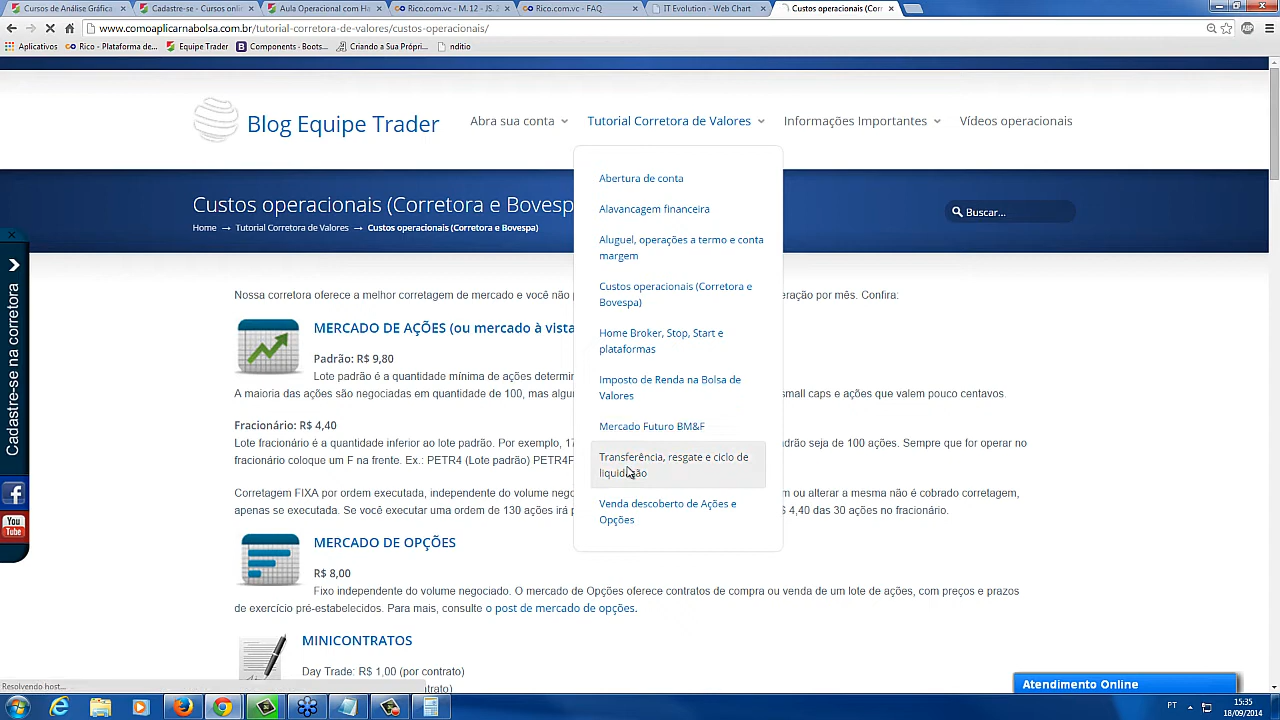 Cursos de Análise Gráfica
Cadastre-se - Cursos onlin
Aula Operacional com Ha
Rico.com.vc - M. 12 - JS. 2
Rico.com.vc - FAQ
IT Evolution - Web Chart
Custos operacionais (Corr
www.comoaplicarnabolsa.com.br/tutorial-corretora-de-valores/custos-operacionais/
Aplicativos
Rico - Plataforma de...
Equipe Trader
Components · Boots...
Criando a Sua Própri...
nditio
Blog Equipe Trader
Abra sua conta
Tutorial Corretora de Valores
Informações Importantes
Vídeos operacionais
Abertura de conta
Alavancagem financeira
Aluguel, operações a termo e conta
margem
Custos operacionais (Corretora e
Bovespa)
Home Broker, Stop, Start e
plataformas
Imposto de Renda na Bolsa de
Valores
Mercado Futuro BM&F
Transferência, resgate e ciclo de
liquidação
Venda descoberto de Ações e
Opções
Custos operacionais (Corretora e Bovesp
Buscar...
Home → Tutorial Corretora de Valores → Custos operacionais (Corretora e Bovespa)
Cadastre-se na corretora
You
Tube
Nossa corretora oferece a melhor corretagem de mercado e você não p
eração por mês. Confira:
MERCADO DE AÇÕES (ou mercado à vista
Padrão: R$ 9,80
Lote padrão é a quantidade mínima de ações determin
A maioria das ações são negociadas em quantidade de 100, mas algun
small caps e ações que valem pouco centavos.
Fracionário: R$ 4,40
Lote fracionário é a quantidade inferior ao lote padrão. Por exemplo, 17
drão seja de 100 ações. Sempre que for operar no
fracionário coloque um F na frente. Ex.: PETR4 (Lote padrão) PETR4F
Corretagem FIXA por ordem executada, independente do volume nego
m ou alterar a mesma não é cobrado corretagem,
apenas se executada. Se você executar uma ordem de 130 ações irá p
$ 4,40 das 30 ações no fracionário.
MERCADO DE OPÇÕES
R$ 8,00
Fixo independente do volume negociado. O mercado de Opções oferece contratos de compra ou venda de um lote de ações, com preços e prazos
de exercício pré-estabelecidos. Para mais, consulte o post de mercado de opções.
MINICONTRATOS
Day Trade: R$ 1,00 (por contrato)
ntrato)
Resolvendo host...
Atendimento Online
PT
15:35
18/09/2014